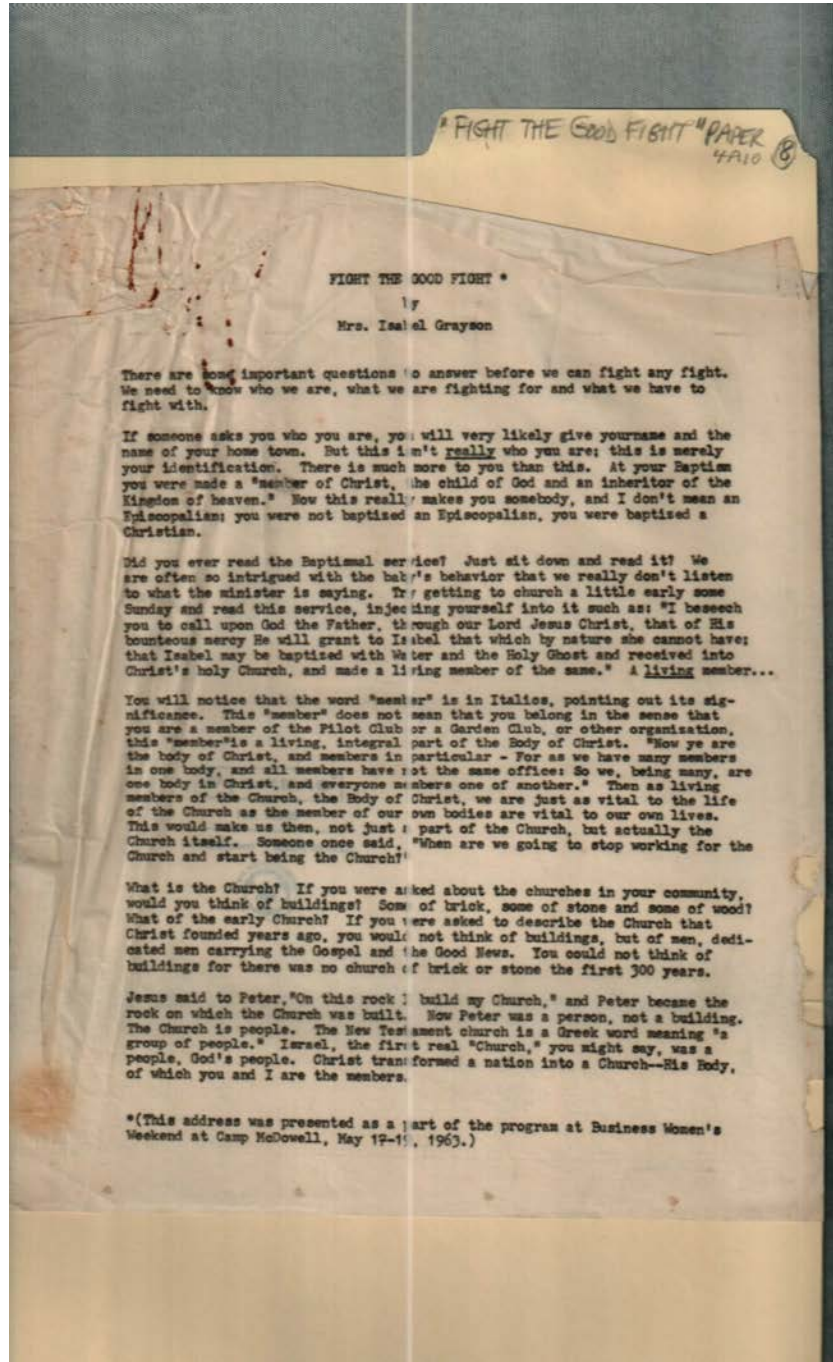 "FIGHT THE GOOD FIGHT" PAPER
4A10 8
FIGHT THE GOOD FIGHT *
by
Mrs. Isabel Grayson
There are some important questions to answer before we can fight any fight.
We need to know who we are, what we are fighting for and what we have to
fight with.
If someone asks you who you are, you will very likely give yourname and the
name of your home town. But this isn't really who you are; this is merely
your identification. There is much more to you than this. At your Baptism
you were made a "member of Christ, the child of God and an inheritor of the
Kingdom of heaven." Now this really makes you somebody, and I don't mean an
Episcopalian; you were not baptized an Episcopalian, you were baptized a
Christian.
Did you ever read the Baptismal service? Just sit down and read it? We
are often so intrigued with the baby's behavior that we really don't listen
to what the minister is saying. Try getting to church a little early some
Sunday and read this service, injecting yourself into it such as: "I beseech
you to call upon God the Father, through our Lord Jesus Christ, that of His
bounteous mercy He will grant to Isabel that which by nature she cannot have;
that Isabel may be baptized with Water and the Holy Ghost and received into
Christ's holy Church, and made a living member of the same." A living member...
You will notice that the word "member" is in Italics, pointing out its sig-
nificance. This "member" does not mean that you belong in the sense that
you are a member of the Pilot Club or a Garden Club, or other organization,
this "member"is a living, integral part of the Body of Christ. "Now ye are
the body of Christ, and members in particular - For as we have many members
in one body, and all members have not the same office: So we, being many, are
one body in Christ, and everyone members one of another." Then as living
members of the Church, the Body of Christ, we are just as vital to the life
of the Church as the member of our own bodies are vital to our own lives.
This would make us then, not just a part of the Church, but actually the
Church itself. Someone once said, "When are we going to stop working for the
Church and start being the Church?"
What is the Church? If you were asked about the churches in your community,
would you think of buildings? Some of brick, some of stone and some of wood?
What of the early Church? If you were asked to describe the Church that
Christ founded years ago, you would not think of buildings, but of men, dedi-
cated men carrying the Gospel and the Good News. You could not think of
buildings for there was no church of brick or stone the first 300 years.
Jesus said to Peter,"On this rock I build my Church," and Peter became the
rock on which the Church was built. Now Peter was a person, not a building.
The Church is people. The New Testament church is a Greek word meaning "a
group of people." Israel, the first real "Church," you might say, was a
people, God's people. Christ transformed a nation into a Church--His Body,
of which you and I are the members.
*(This address was presented as a part of the program at Business Women's
Weekend at Camp McDowell, May 17-19, 1963.)